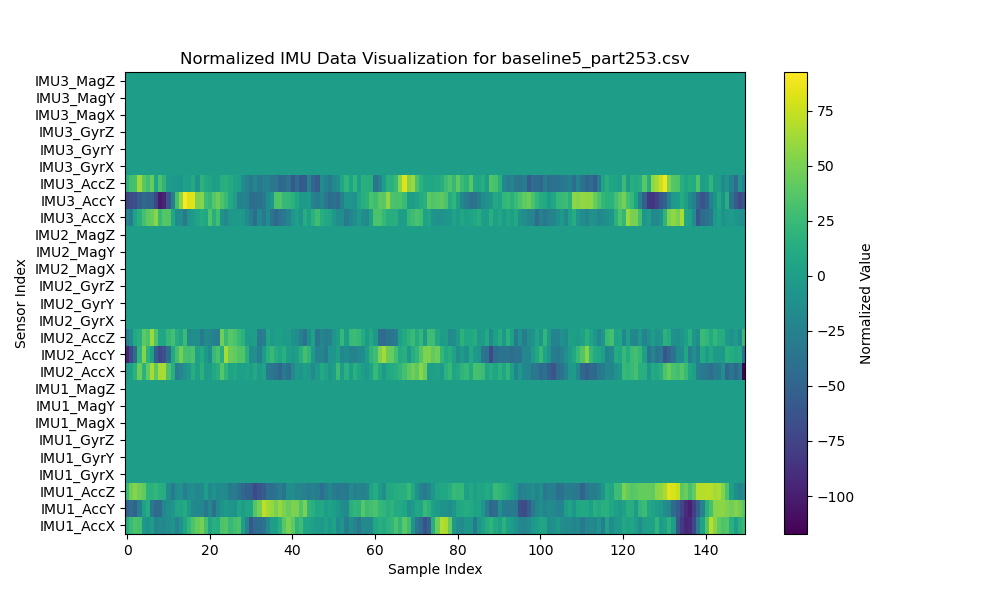 Normalized IMU Data Visualization for baseline5_part253.csv
IMU3_MagZ
IMU3_MagY
IMU3_MagX
IMU3_GyrZ
IMU3_GyrY
IMU3_GyrX
IMU3_AccZ
IMU3_AccY
IMU3_AccX
IMU2_MagZ
IMU2_MagY
IMU2_MagX
IMU2_GyrZ
IMU2_GyrY
IMU2_GyrX
IMU2_AccZ
IMU2_AccY
IMU2_AccX
IMU1_MagZ
IMU1_MagY
IMU1_MagX
IMU1_GyrZ
IMU1_GyrY
IMU1_GyrX
IMU1_AccZ
IMU1_AccY
IMU1_AccX
Sensor Index
0 20 40 60 80 100 120 140
Sample Index
75
50
25
0
−25
−50
−75
−100
Normalized Value